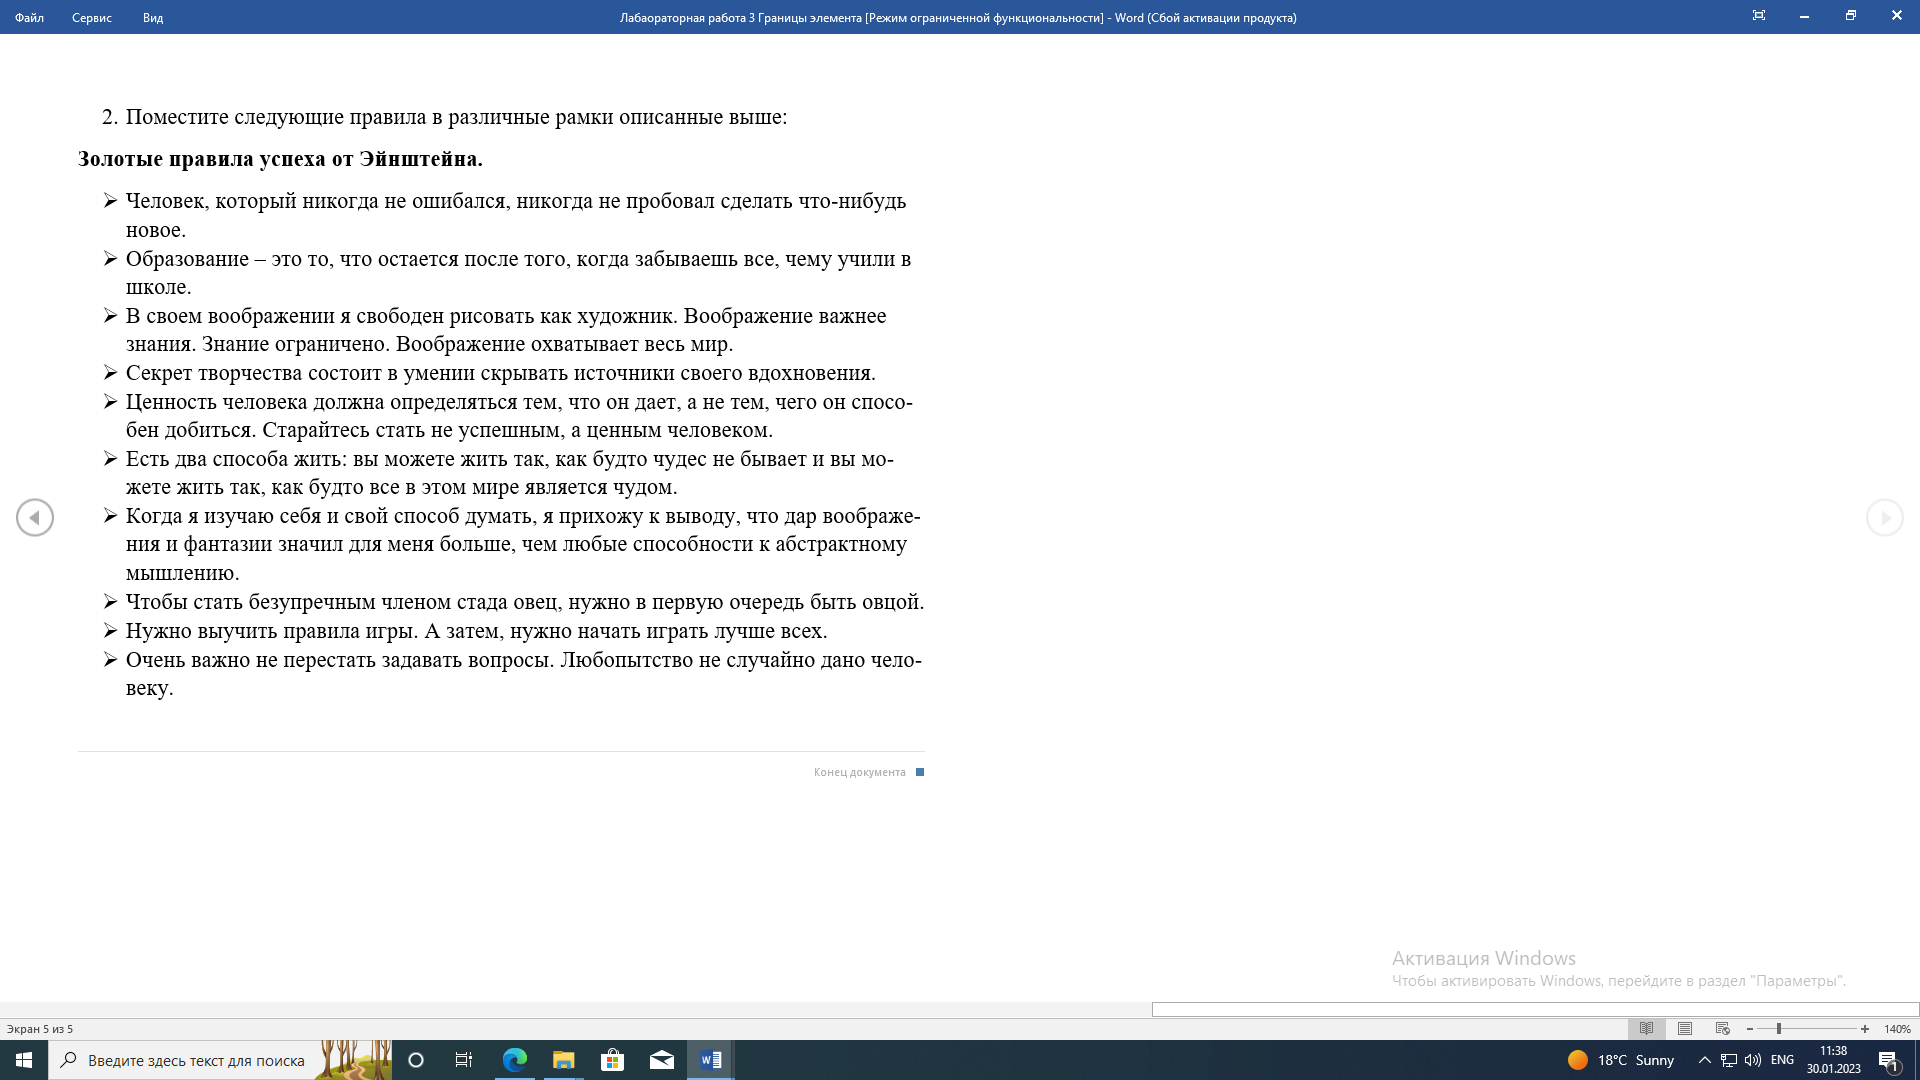 Файл Сервис Вид Лабаораторная работа 3 Границы элемента [Режим ограниченной функциональности] - Word (Сбой активации продукта)
2. Поместите следующие правила в различные рамки описанные выше:
Золотые правила успеха от Эйнштейна.
Человек, который никогда не ошибался, никогда не пробовал сделать что-нибудь
новое.
Образование – это то, что остается после того, когда забываешь все, чему учили в
школе.
В своем воображении я свободен рисовать как художник. Воображение важнее
знания. Знание ограничено. Воображение охватывает весь мир.
Секрет творчества состоит в умении скрывать источники своего вдохновения.
Ценность человека должна определяться тем, что он дает, а не тем, чего он спосо-
бен добиться. Старайтесь стать не успешным, а ценным человеком.
Есть два способа жить: вы можете жить так, как будто чудес не бывает и вы мо-
жете жить так, как будто все в этом мире является чудом.
Когда я изучаю себя и свой способ думать, я прихожу к выводу, что дар воображе-
ния и фантазии значил для меня больше, чем любые способности к абстрактному
мышлению.
Чтобы стать безупречным членом стада овец, нужно в первую очередь быть овцой.
Нужно выучить правила игры. А затем, нужно начать играть лучше всех.
Очень важно не перестать задавать вопросы. Любопытство не случайно дано чело-
веку.
Конец документа
Активация Windows
Чтобы активировать Windows, перейдите в раздел "Параметры".
Экран 5 из 5 140%
Введите здесь текст для поиска 18°C Sunny ENG 11:38
30.01.2023 1